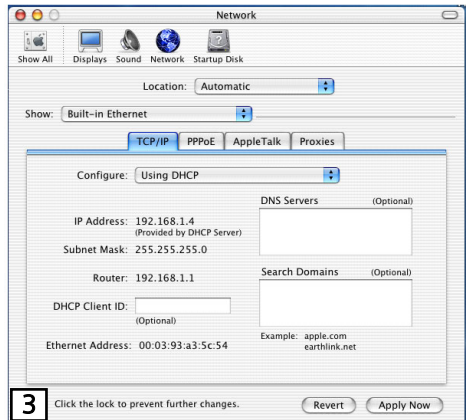 Network
Show All Displays Sound Network Startup Disk
Location: Automatic
Show: Built-in Ethernet
TCP/IP PPPoE AppleTalk Proxies
Configure: Using DHCP
DNS Servers (Optional)
IP Address: 192.168.1.4
(Provided by DHCP Server)
Subnet Mask: 255.255.255.0
Router: 192.168.1.1
Search Domains (Optional)
DHCP Client ID:
(Optional)
Example: apple.com
earthlink.net
Ethernet Address: 00:03:93:a3:5c:54
3 Click the lock to prevent further changes.
Revert Apply Now